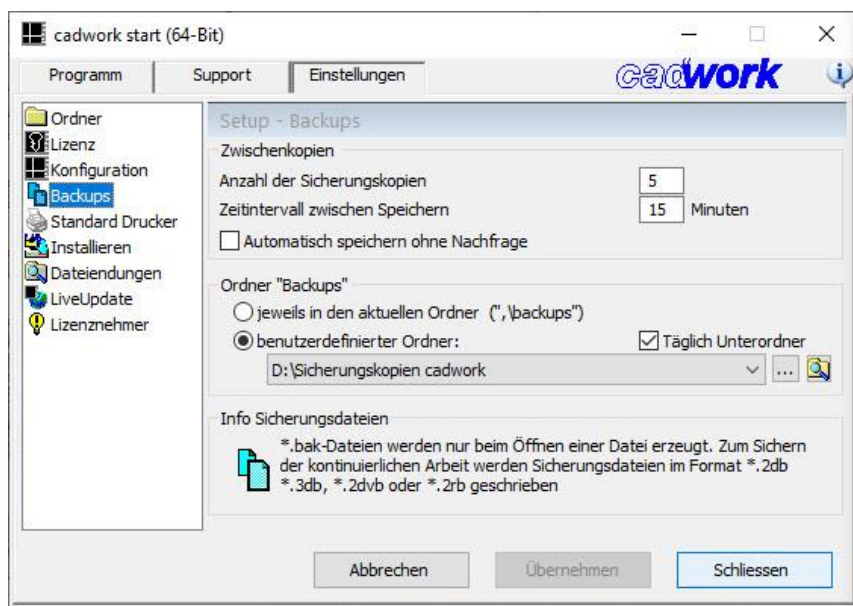 cadwork start (64-Bit)
Programm
Support
Einstellungen
cadwork
i
Ordner
Lizenz
Konfiguration
Backups
Standard Drucker
Installieren
Dateiendungen
LiveUpdate
Lizenznehmer
Setup - Backups
Zwischenkopien
Anzahl der Sicherungskopien 5
Zeitintervall zwischen Speichern 15 Minuten
Automatisch speichern ohne Nachfrage
Ordner "Backups"
jeweils in den aktuellen Ordner (",\backups")
benutzerdefinierter Ordner: Täglich Unterordner
D:\Sicherungskopien cadwork ...
Info Sicherungsdateien
*.bak-Dateien werden nur beim Öffnen einer Datei erzeugt. Zum Sichern
der kontinuierlichen Arbeit werden Sicherungsdateien im Format *.2db
*.3db, *.2dvb oder *.2rb geschrieben
Abbrechen
Übernehmen
Schliessen